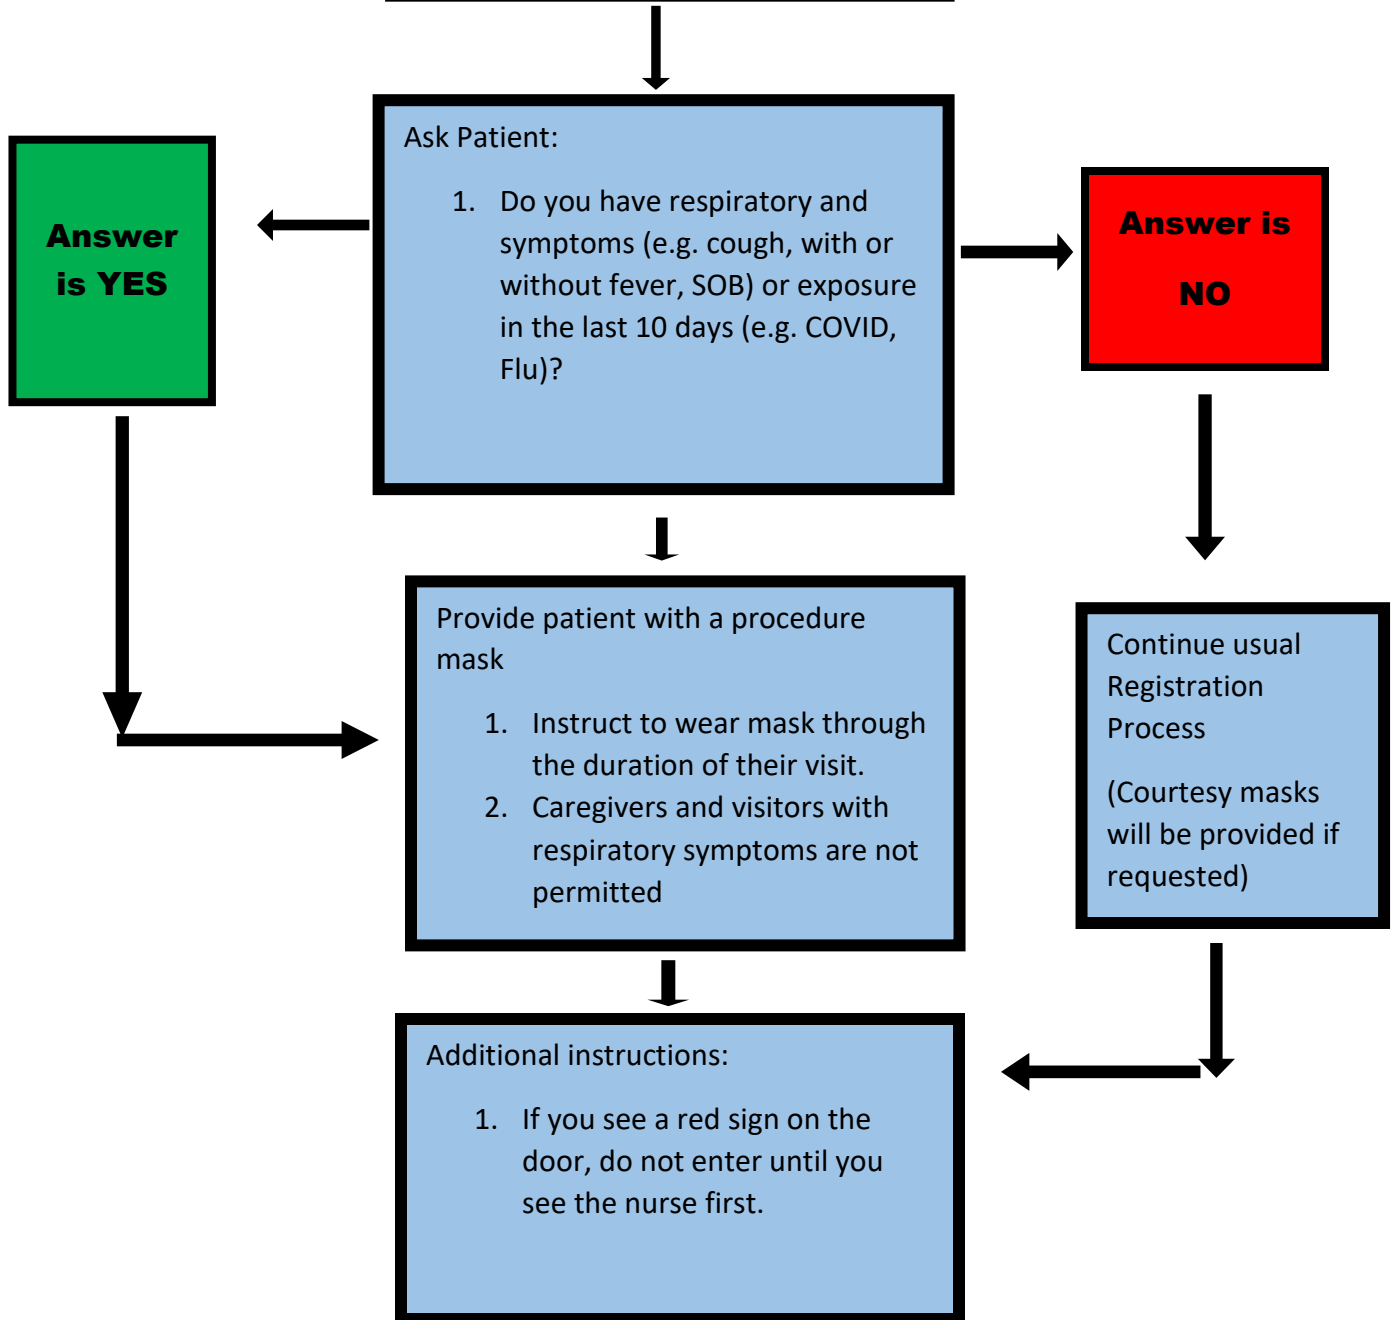 Ask Patient:
1. Do you have respiratory and
symptoms (e.g. cough, with or
without fever, SOB) or exposure
in the last 10 days (e.g. COVID,
Flu)?
Answer
is YES
Answer is
NO
Provide patient with a procedure
mask
1. Instruct to wear mask through
the duration of their visit.
2. Caregivers and visitors with
respiratory symptoms are not
permitted
Continue usual
Registration
Process
(Courtesy masks
will be provided if
requested)
Additional instructions:
1. If you see a red sign on the
door, do not enter until you
see the nurse first.